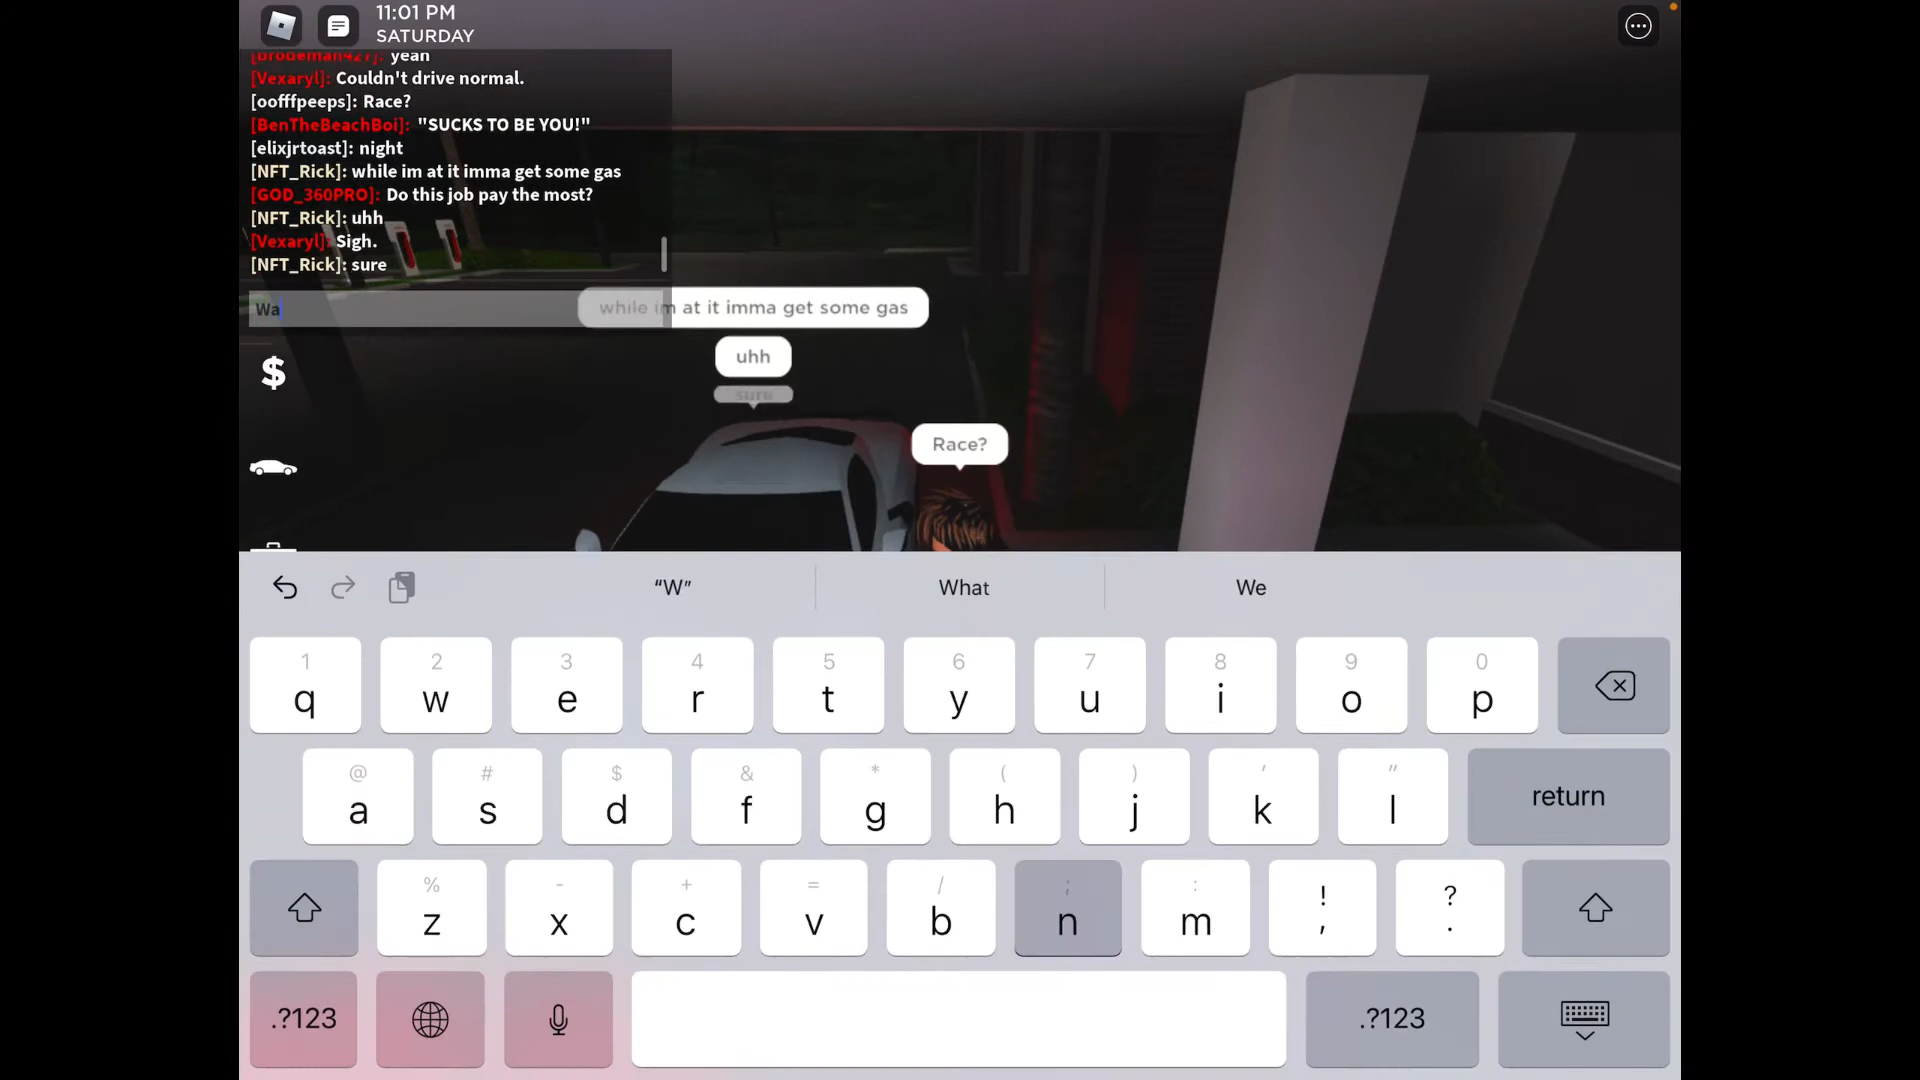 11:01 PM
SATURDAY
[brodeman427]: yeah
[Vexaryl]: Couldn't drive normal.
[oofffpeeps]: Race?
[BenTheBeachBoi]: "SUCKS TO BE YOU!"
[elixjrtoast]: night
[NFT_Rick]: while im at it imma get some gas
[GOD_360PRO]: Do this job pay the most?
[NFT_Rick]: uhh
[Vexaryl]: Sigh.
[NFT_Rick]: sure
Wa
while im at it imma get some gas
uhh
sure
Race?
$
“W” What We
1 2 3 4 5 6 7 8 9 0
q w e r t y u i o p
@ # $ & * ( ) ' "
a s d f g h j k l return
% - + = / ; : ! ?
z x c v b n m , .
.?123 .?123